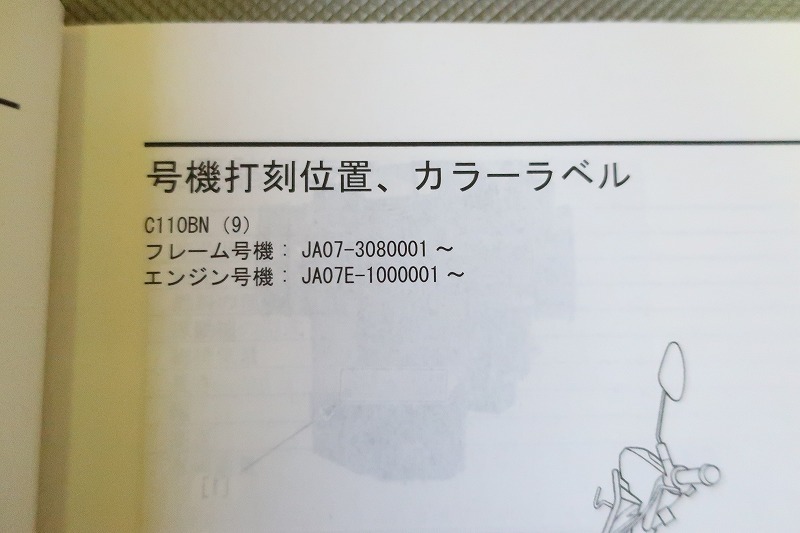 号機打刻位置、カラーラベル
C110BN (9)
フレーム号機： JA07-3080001 ～
エンジン号機： JA07E-1000001 ～